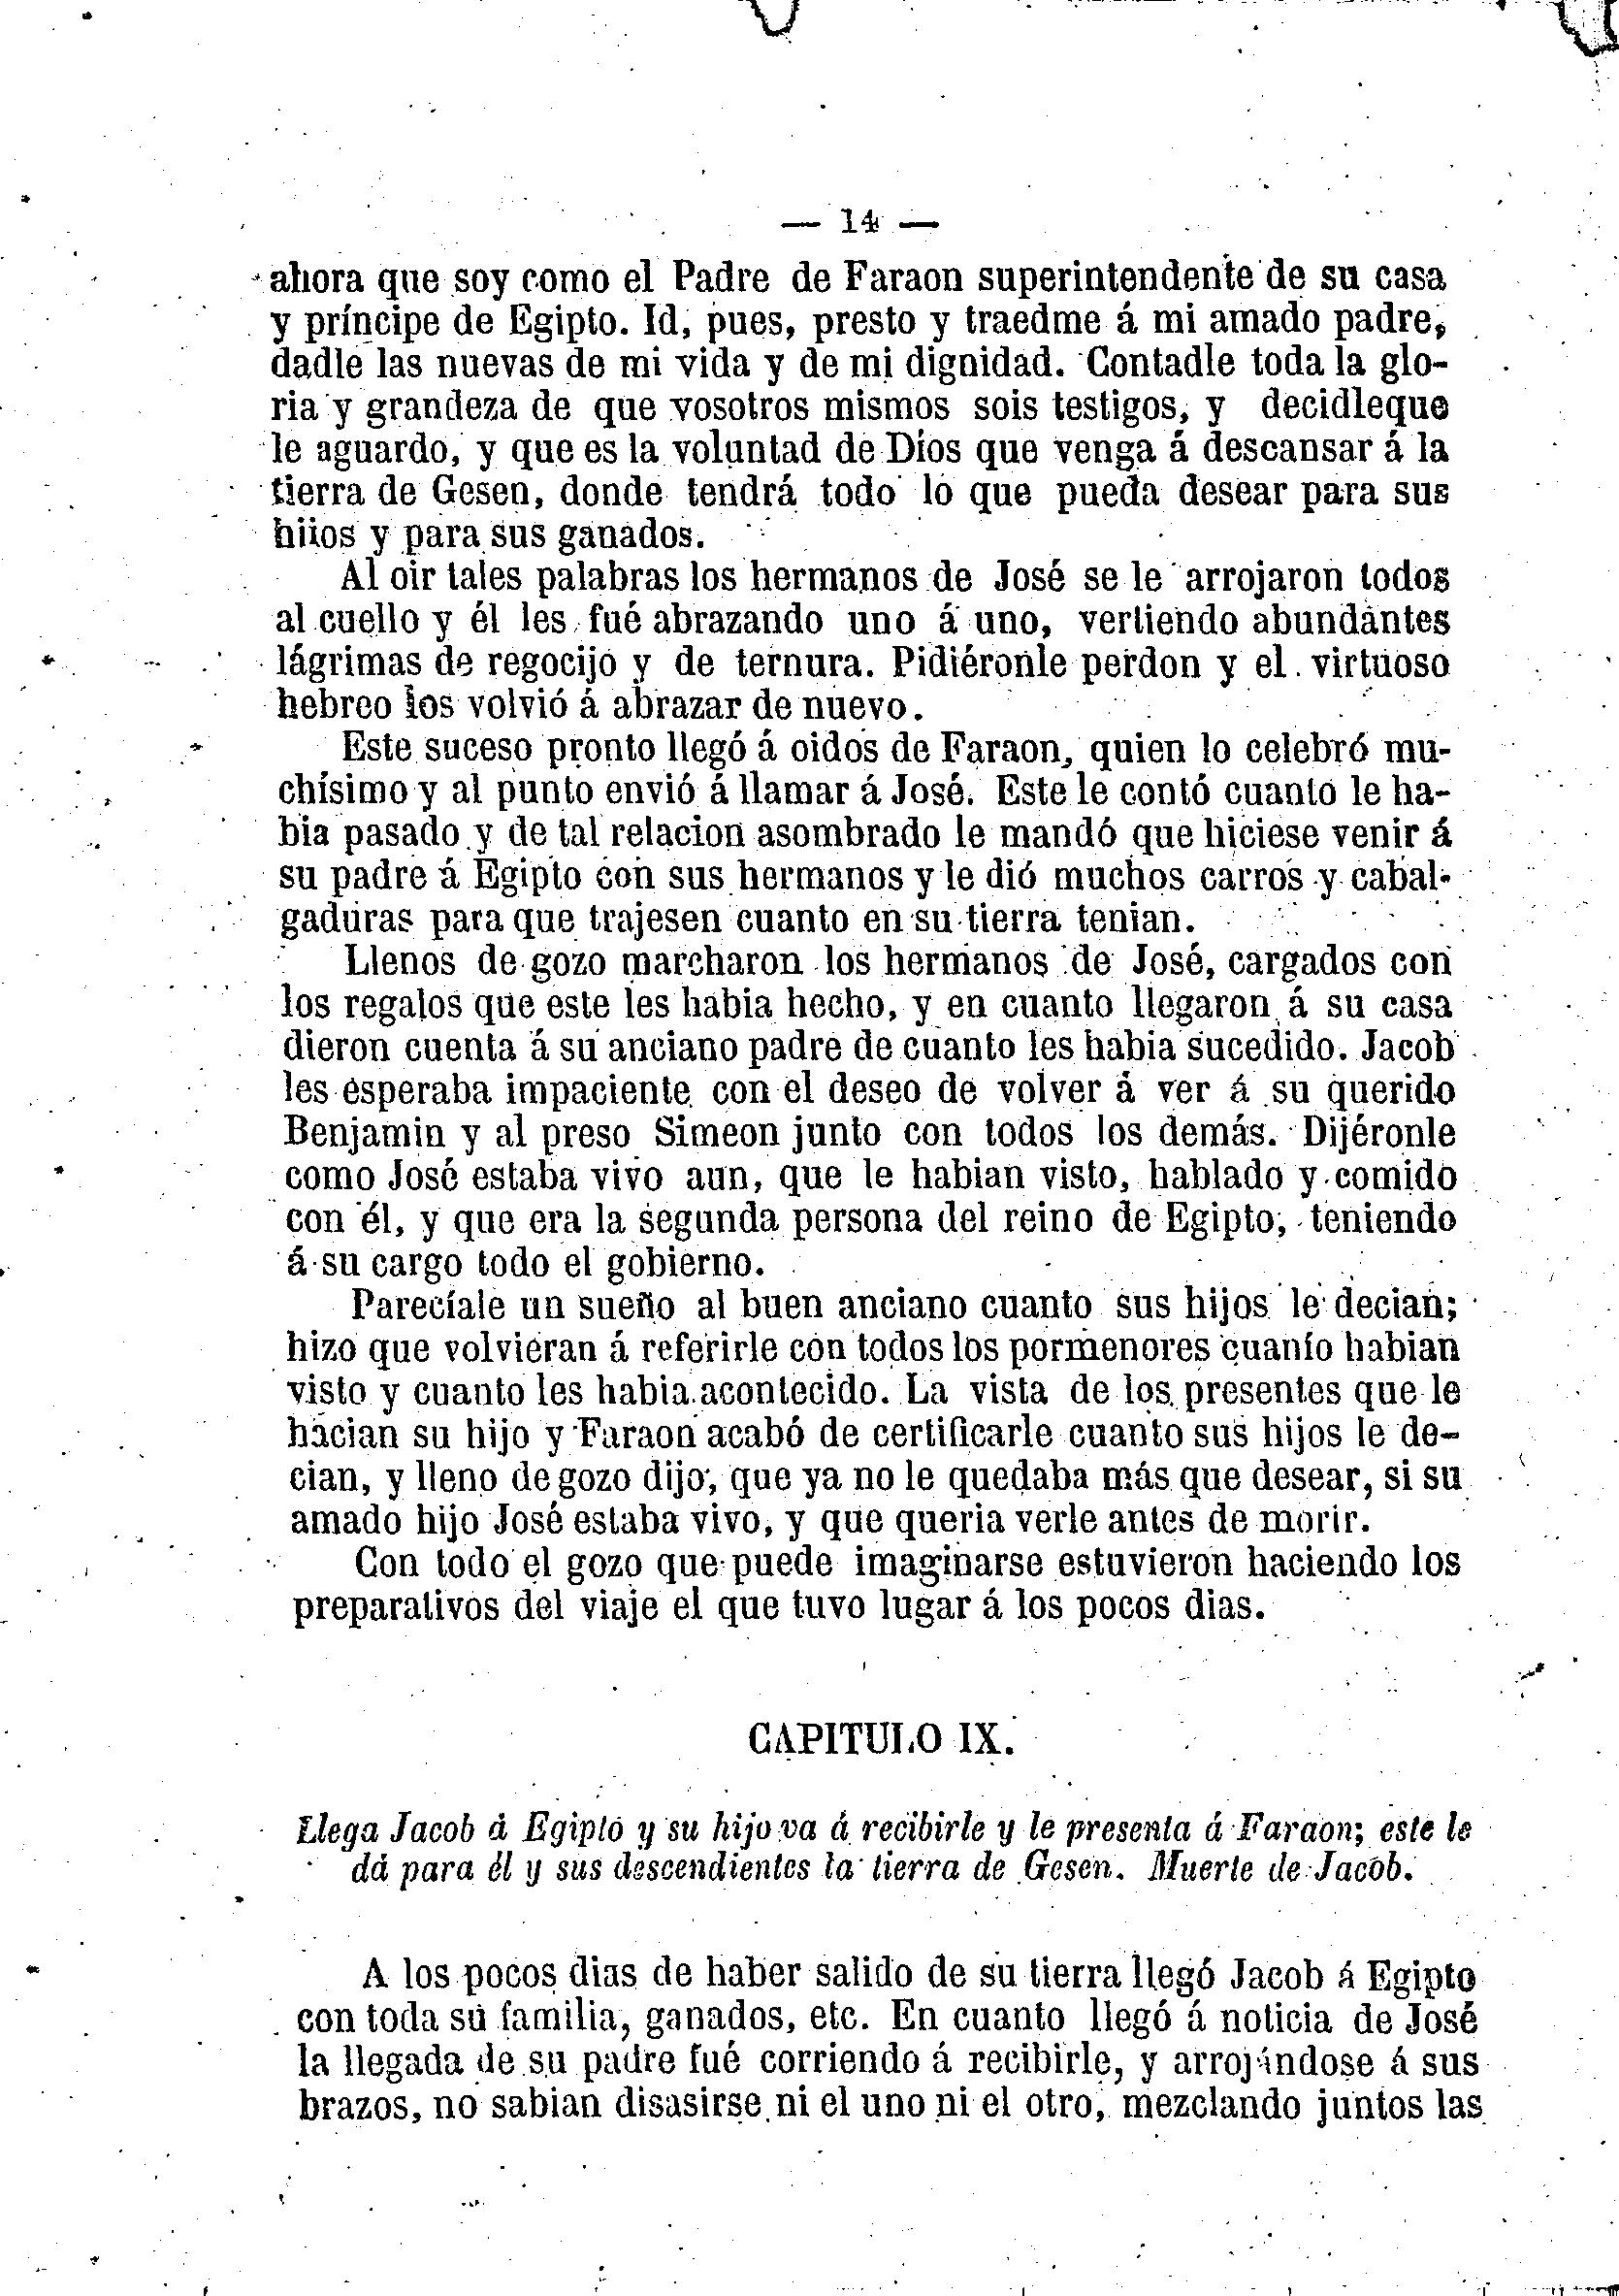 — 14 —
ahora que soy como el Padre de Faraon superintendente de su casa
y príncipe de Egipto. Id, pues, presto y traedme á mi amado padre,
dadle las nuevas de mi vida y de mi dignidad. Contadle toda la glo-
ria y grandeza de que vosotros mismos sois testigos, y decidleque
le aguardo, y que es la voluntad de Dios que venga á descansar á la
tierra de Gesen, donde tendrá todo lo que pueda desear para sus
hijos y para sus ganados.
Al oir tales palabras los hermanos de José se le arrojaron todos
al cuello y él les fué abrazando uno á uno, vertiendo abundantes
lágrimas de regocijo y de ternura. Pidiéronle perdon y el virtuoso
hebreo los volvió á abrazar de nuevo.
Este suceso pronto llegó á oidos de Faraon, quien lo celebró mu-
chísimo y al punto envió á llamar á José. Este le contó cuanto le ha-
bia pasado y de tal relacion asombrado le mandó que hiciese venir á
su padre á Egipto con sus hermanos y le dió muchos carros y cabal-
gaduras para que trajesen cuanto en su tierra tenian.
Llenos de gozo marcharon los hermanos de José, cargados con
los regalos que este les habia hecho, y en cuanto llegaron á su casa
dieron cuenta á su anciano padre de cuanto les habia sucedido. Jacob
les esperaba impaciente con el deseo de volver á ver á su querido
Benjamin y al preso Simeon junto con todos los demás. Dijéronle
como José estaba vivo aun, que le habian visto, hablado y comido
con él, y que era la segunda persona del reino de Egipto, teniendo
á su cargo todo el gobierno.
Parecíale un sueño al buen anciano cuanto sus hijos le decian;
hizo que volvieran á referirle con todos los pormenores cuanto habian
visto y cuanto les habia acontecido. La vista de los presentes que le
hacian su hijo y Faraon acabó de certificarle cuanto sus hijos le de-
cian, y lleno de gozo dijo, que ya no le quedaba más que desear, si su
amado hijo José estaba vivo, y que queria verle antes de morir.
Con todo el gozo que puede imaginarse estuvieron haciendo los
preparativos del viaje el que tuvo lugar á los pocos dias.
CAPITULO IX.
Llega Jacob á Egipto y su hijo va á recibirle y le presenta á Faraon; este le
dá para él y sus descendientes la tierra de Gesen. Muerte de Jacob.
A los pocos dias de haber salido de su tierra llegó Jacob á Egipto
con toda su familia, ganados, etc. En cuanto llegó á noticia de José
la llegada de su padre fué corriendo á recibirle, y arrojándose á sus
brazos, no sabian disasirse ni el uno ni el otro, mezclando juntos las